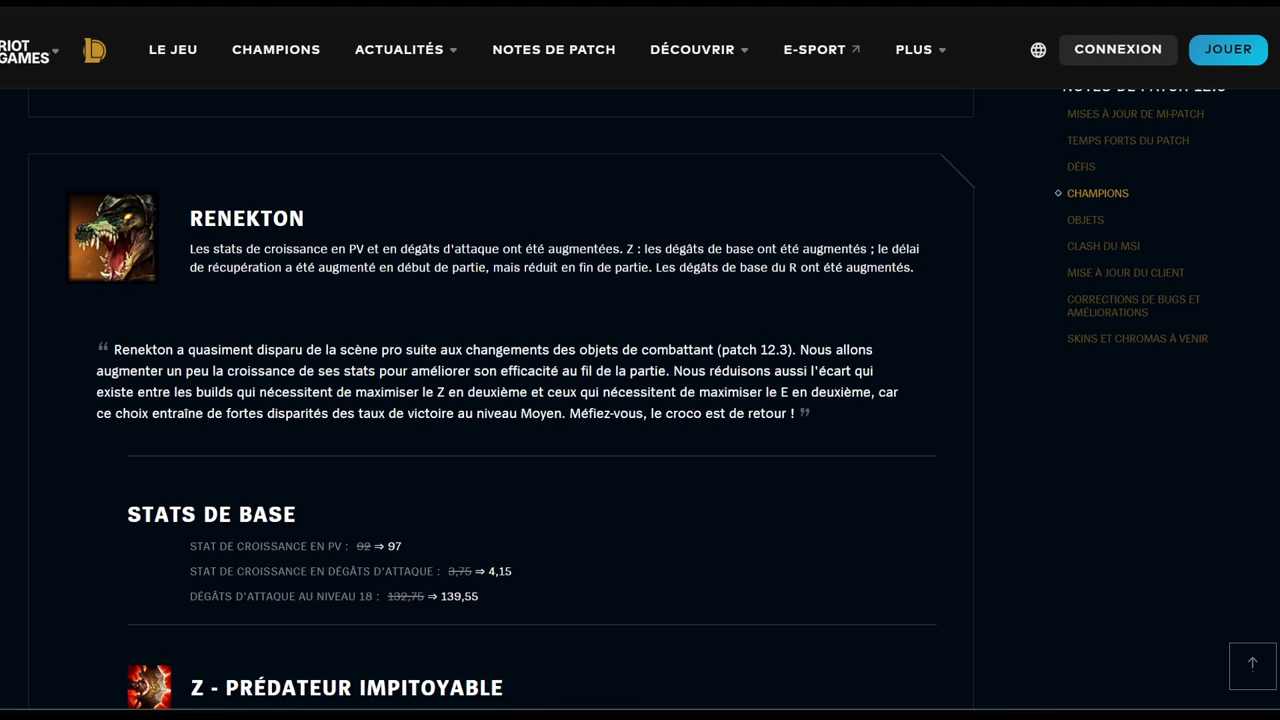 RIOT
GAMES
LE JEU
CHAMPIONS
ACTUALITÉS
NOTES DE PATCH
DÉCOUVRIR
E-SPORT
PLUS
CONNEXION
JOUER
MISES À JOUR DE MI-PATCH
TEMPS FORTS DU PATCH
DÉFIS
CHAMPIONS
OBJETS
CLASH DU MSI
MISE À JOUR DU CLIENT
CORRECTIONS DE BUGS ET
AMÉLIORATIONS
SKINS ET CHROMAS À VENIR
RENEKTON
Les stats de croissance en PV et en dégâts d'attaque ont été augmentées. Z : les dégâts de base ont été augmentés ; le délai
de récupération a été augmenté en début de partie, mais réduit en fin de partie. Les dégâts de base du R ont été augmentés.
“ Renekton a quasiment disparu de la scène pro suite aux changements des objets de combattant (patch 12.3). Nous allons
augmenter un peu la croissance de ses stats pour améliorer son efficacité au fil de la partie. Nous réduisons aussi l'écart qui
existe entre les builds qui nécessitent de maximiser le Z en deuxième et ceux qui nécessitent de maximiser le E en deuxième, car
ce choix entraîne de fortes disparités des taux de victoire au niveau Moyen. Méfiez-vous, le croco est de retour ! ”
STATS DE BASE
STAT DE CROISSANCE EN PV : 92 ⇒ 97
STAT DE CROISSANCE EN DÉGÂTS D'ATTAQUE : 3,75 ⇒ 4,15
DÉGÂTS D'ATTAQUE AU NIVEAU 18 : 132,75 ⇒ 139,55
Z - PRÉDATEUR IMPITOYABLE